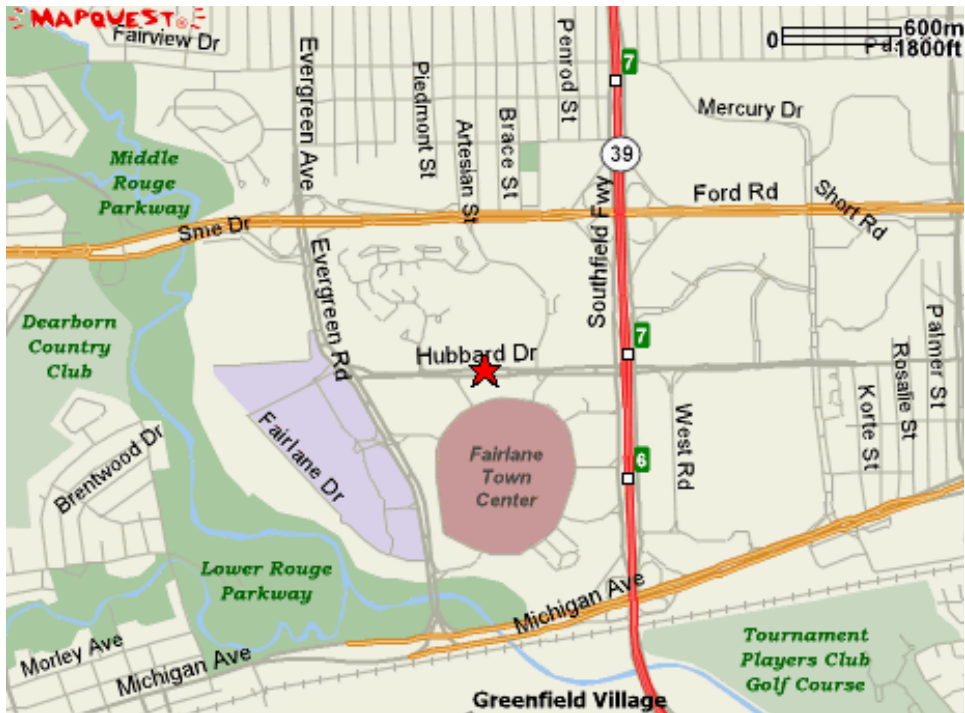 MAPQUEST
Fairview Dr
600m
0
1800ft
Pd.
7
Penrod St
Evergreen Ave
Piedmont St
Artesian St
Brace St
Mercury Dr
39
Middle
Rouge
Parkway
Ford Rd
Short Rd
Sme Dr
Southfield Fwy
Evergreen Rd
Dearborn
Country
Club
Hubbard Dr
7
Palmer St
Rosalie St
Korte St
West Rd
Fairlane Dr
Brentwood Dr
Fairlane
Town
Center
6
Lower Rouge
Parkway
Michigan Ave
Morley Ave
Michigan Ave
Tournament
Players Club
Golf Course
Greenfield Village